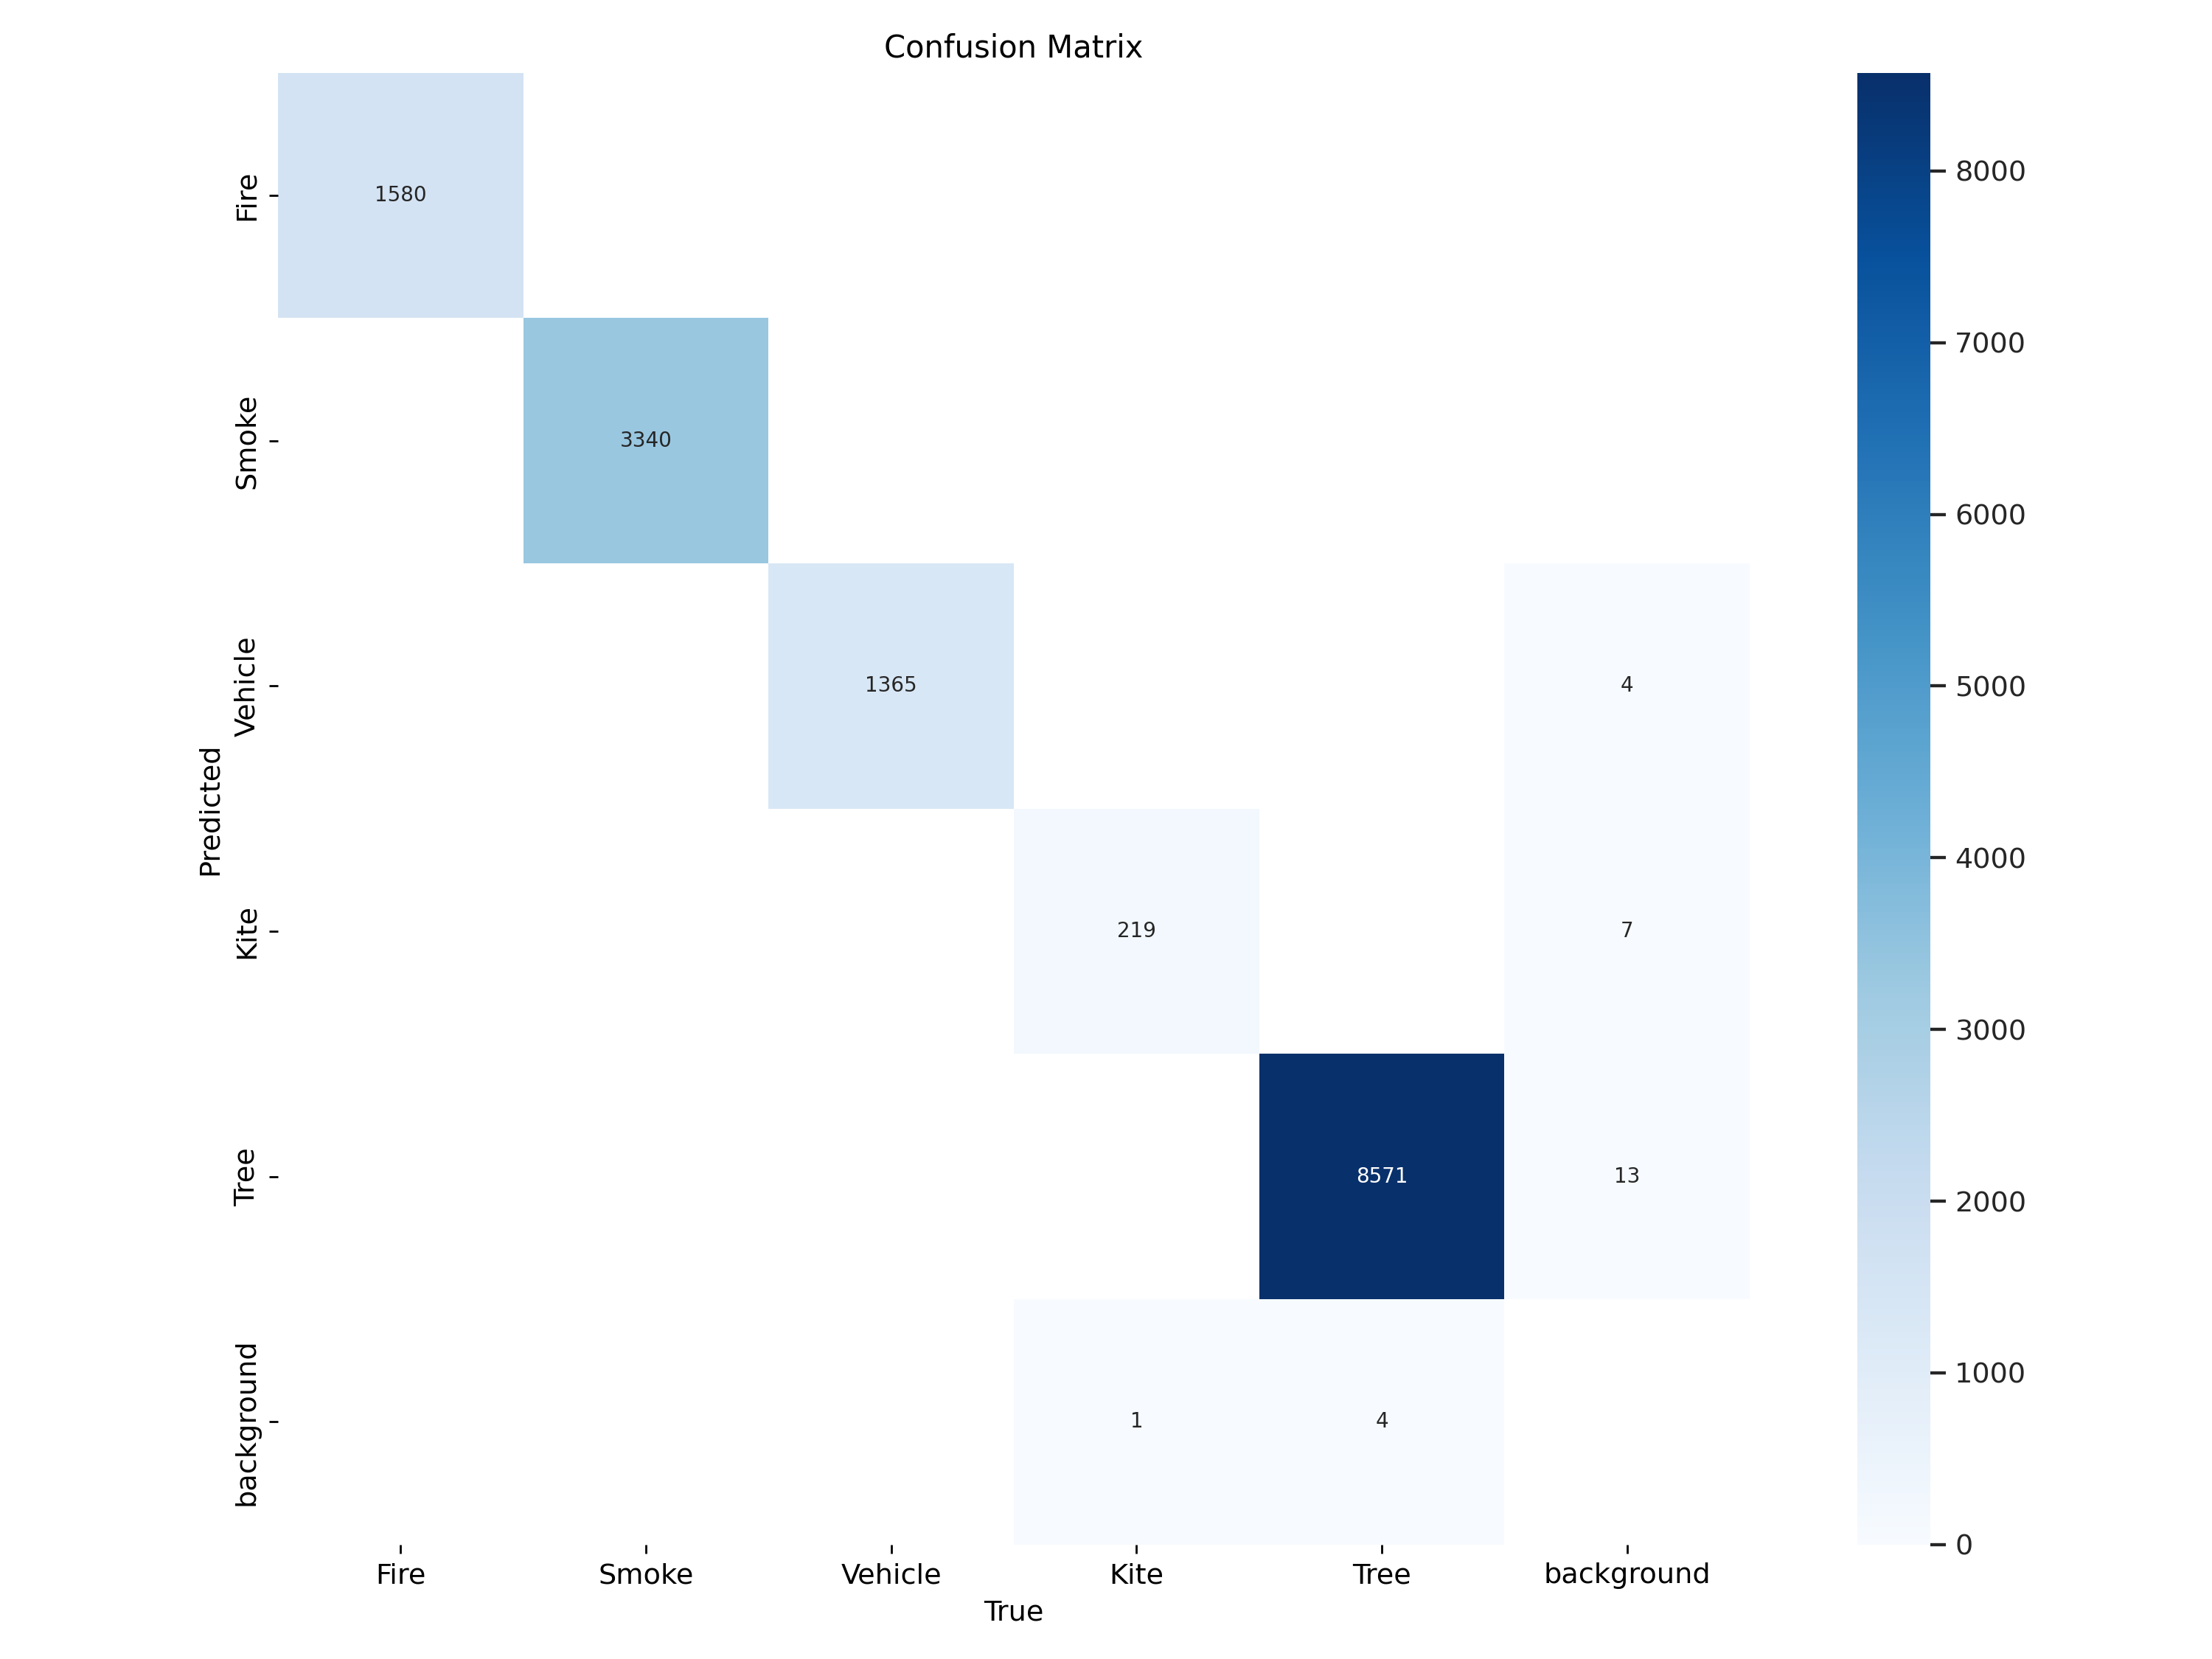 Confusion Matrix
Fire
1580
Smoke
3340
Vehicle
1365
4
Predicted
Kite
219
7
Tree
8571
13
background
1
4
Fire Smoke Vehicle Kite Tree background
True
8000
7000
6000
5000
4000
3000
2000
1000
0